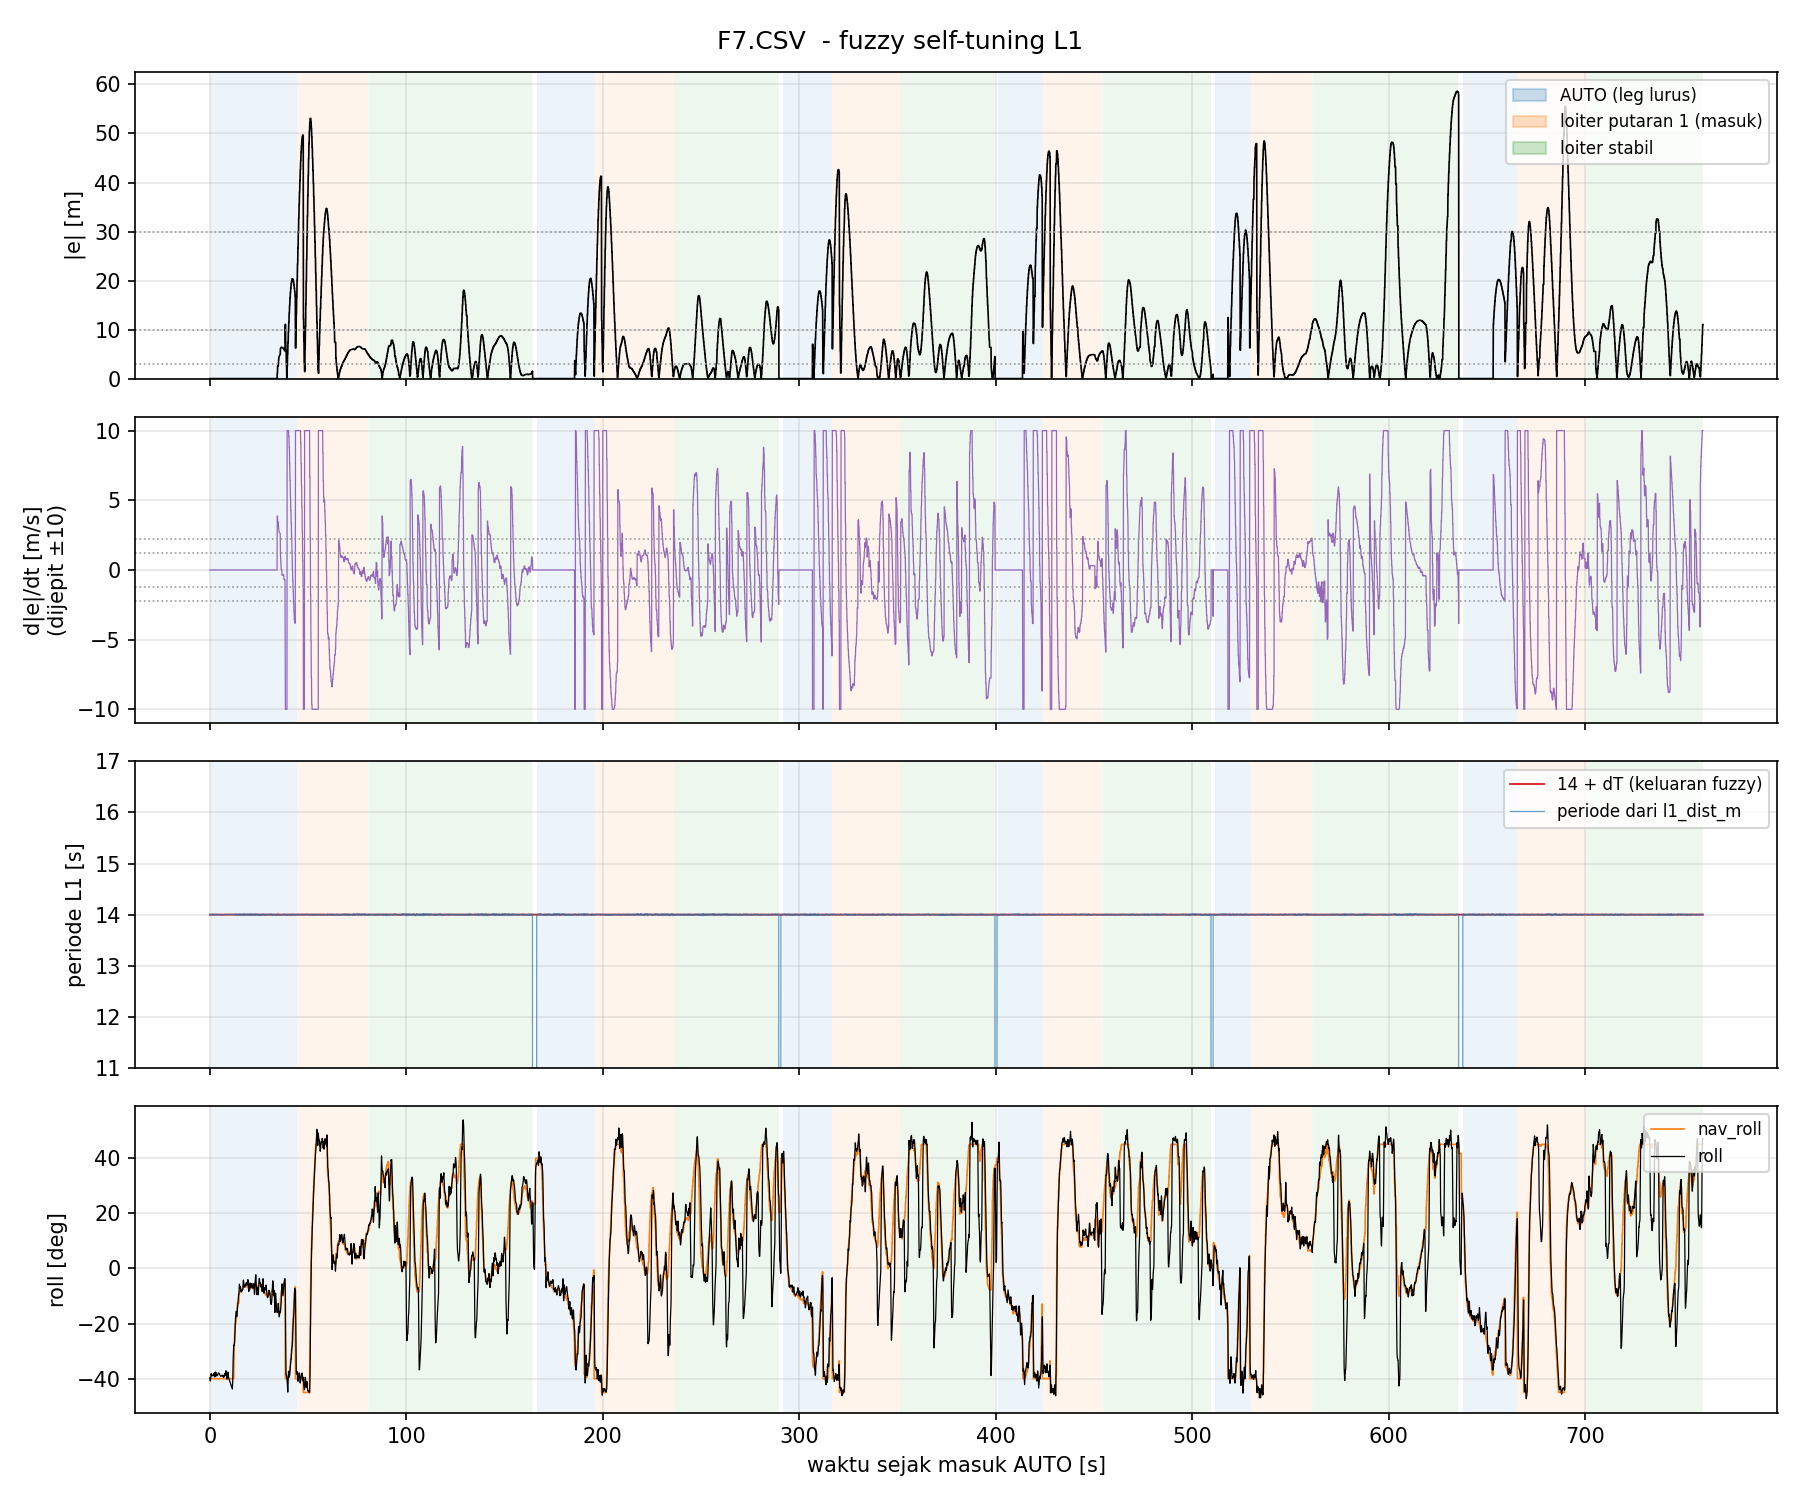 F7.CSV - fuzzy self-tuning L1
60
50
40
30
20
10
0
|e| [m]
AUTO (leg lurus)
loiter putaran 1 (masuk)
loiter stabil
10
5
0
−5
−10
d|e|/dt [m/s]
(dijepit ±10)
17
16
15
14
13
12
11
periode L1 [s]
14 + dT (keluaran fuzzy)
periode dari l1_dist_m
40
20
0
−20
−40
roll [deg]
nav_roll
roll
0 100 200 300 400 500 600 700
waktu sejak masuk AUTO [s]